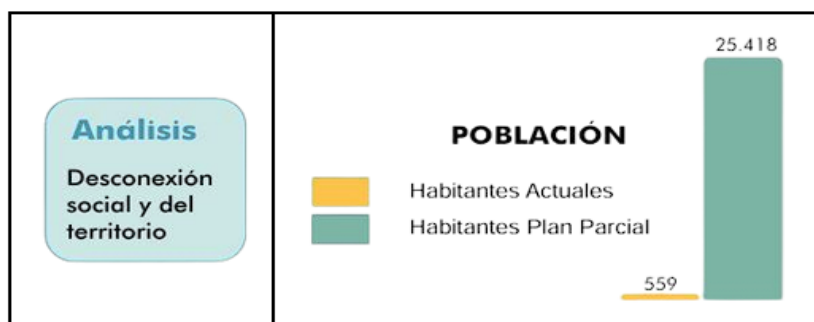 Análisis
Desconexión
social y del
territorio
POBLACIÓN
Habitantes Actuales
Habitantes Plan Parcial
25.418
559